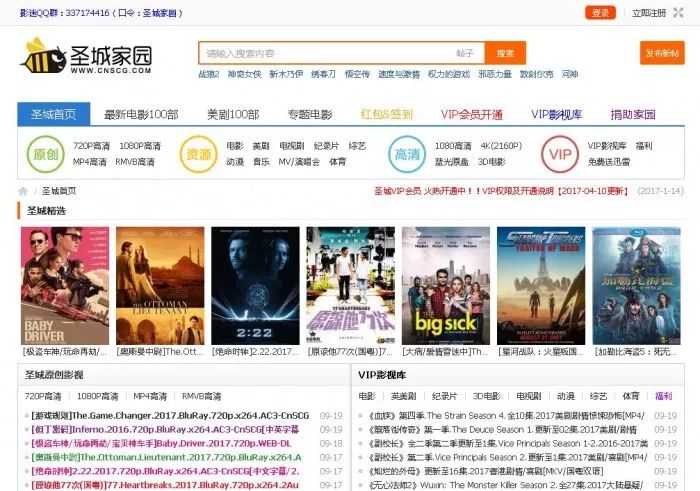 影迷QQ群：337174416（口令：圣城家园）
登录 立即注册
圣城家园
WWW.CNSCG.COM
请输入搜索内容 帖子 搜索
发布新帖
战狼2 神奇女侠 新木乃伊 绣春刀 悟空传 速度与激情 权力的游戏 邪恶力量 敦刻尔克 河神
圣城首页 最新电影100部 美剧100部 专题电影 红包&签到 VIP会员开通 VIP影视库 捐助家园
原创 720P高清 1080P高清
MP4高清 RMVB高清
资源 电影 美剧 电视剧 纪录片 综艺
动漫 音乐 MV/演唱会 体育
高清 1080高清 4K(2160P)
蓝光原盘 3D电影
VIP VIP影视库 福利
免费送迅雷
圣城首页
圣城VIP会员 火热开通中！！VIP权限及开通说明【2017-04-10更新】 (2017-1-14)
圣城精选
BABY DRIVER
THE OTTOMAN LIEUTENANT
2:22
77 HEARTBREAKS
原諒他77次
the big sick
STARSHIP TROOPERS
TRAITOR OF MARS
加勒比海盗
[极盗车神/玩命再劫/...
[奥斯曼中尉]The.Ott...
[绝命时钟]2.22.2017...
[原谅他77次(国粤)]7...
[大病/爱情昏迷中]Th...
[星河战队：火星叛国...
[加勒比海盗5：死无...
圣城原创影视
720P高清 1080P高清 MP4高清 RMVB高清
[游戏规则]The.Game.Changer.2017.BluRay.720p.x264.AC3-CnSCG 09-19
[但丁密码]Inferno.2016.720p.BluRay.x264.AC3-CnSCG[中英字幕 09-19
[极盗车神/玩命再劫/宝贝神车手]Baby.Driver.2017.720p.WEB-DL 09-18
[奥斯曼中尉]The.Ottoman.Lieutenant.2017.720p.BluRay.x264.A 09-19
[绝命时钟]2.22.2017.720p.BluRay.x264.AC3-CnSCG[中文字幕/2. 09-19
[原谅他77次(国粤)]77.Heartbreaks.2017.BluRay.720p.x264.2Au 09-19
VIP影视库
电影 英美剧 纪录片 3D电影 电视剧 动漫 综艺 体育 福利
《血族》第四季.The Strain Season 4.全10集.2017美剧剧情惊悚恐怖[MP4/ 09-19
《堕落街传奇》第一季.The Deuce Season 1.更新至02集.2017美剧/剧情 09-19
《副校长》全二季第二季更新至1集.Vice Principals Season 1-2.2016-2017美 09-19
《副校长》第二季.Vice Principals Season 2.更新至1集.2017美剧喜剧[MP4/ 09-19
《灿烂的外母》更新至16集.2017香港剧情/喜剧[MKV/国粤双语] 09-19
《无心法师2》Wuxin: The Monster Killer Season 2.全27集.2017大陆悬疑/ 09-19